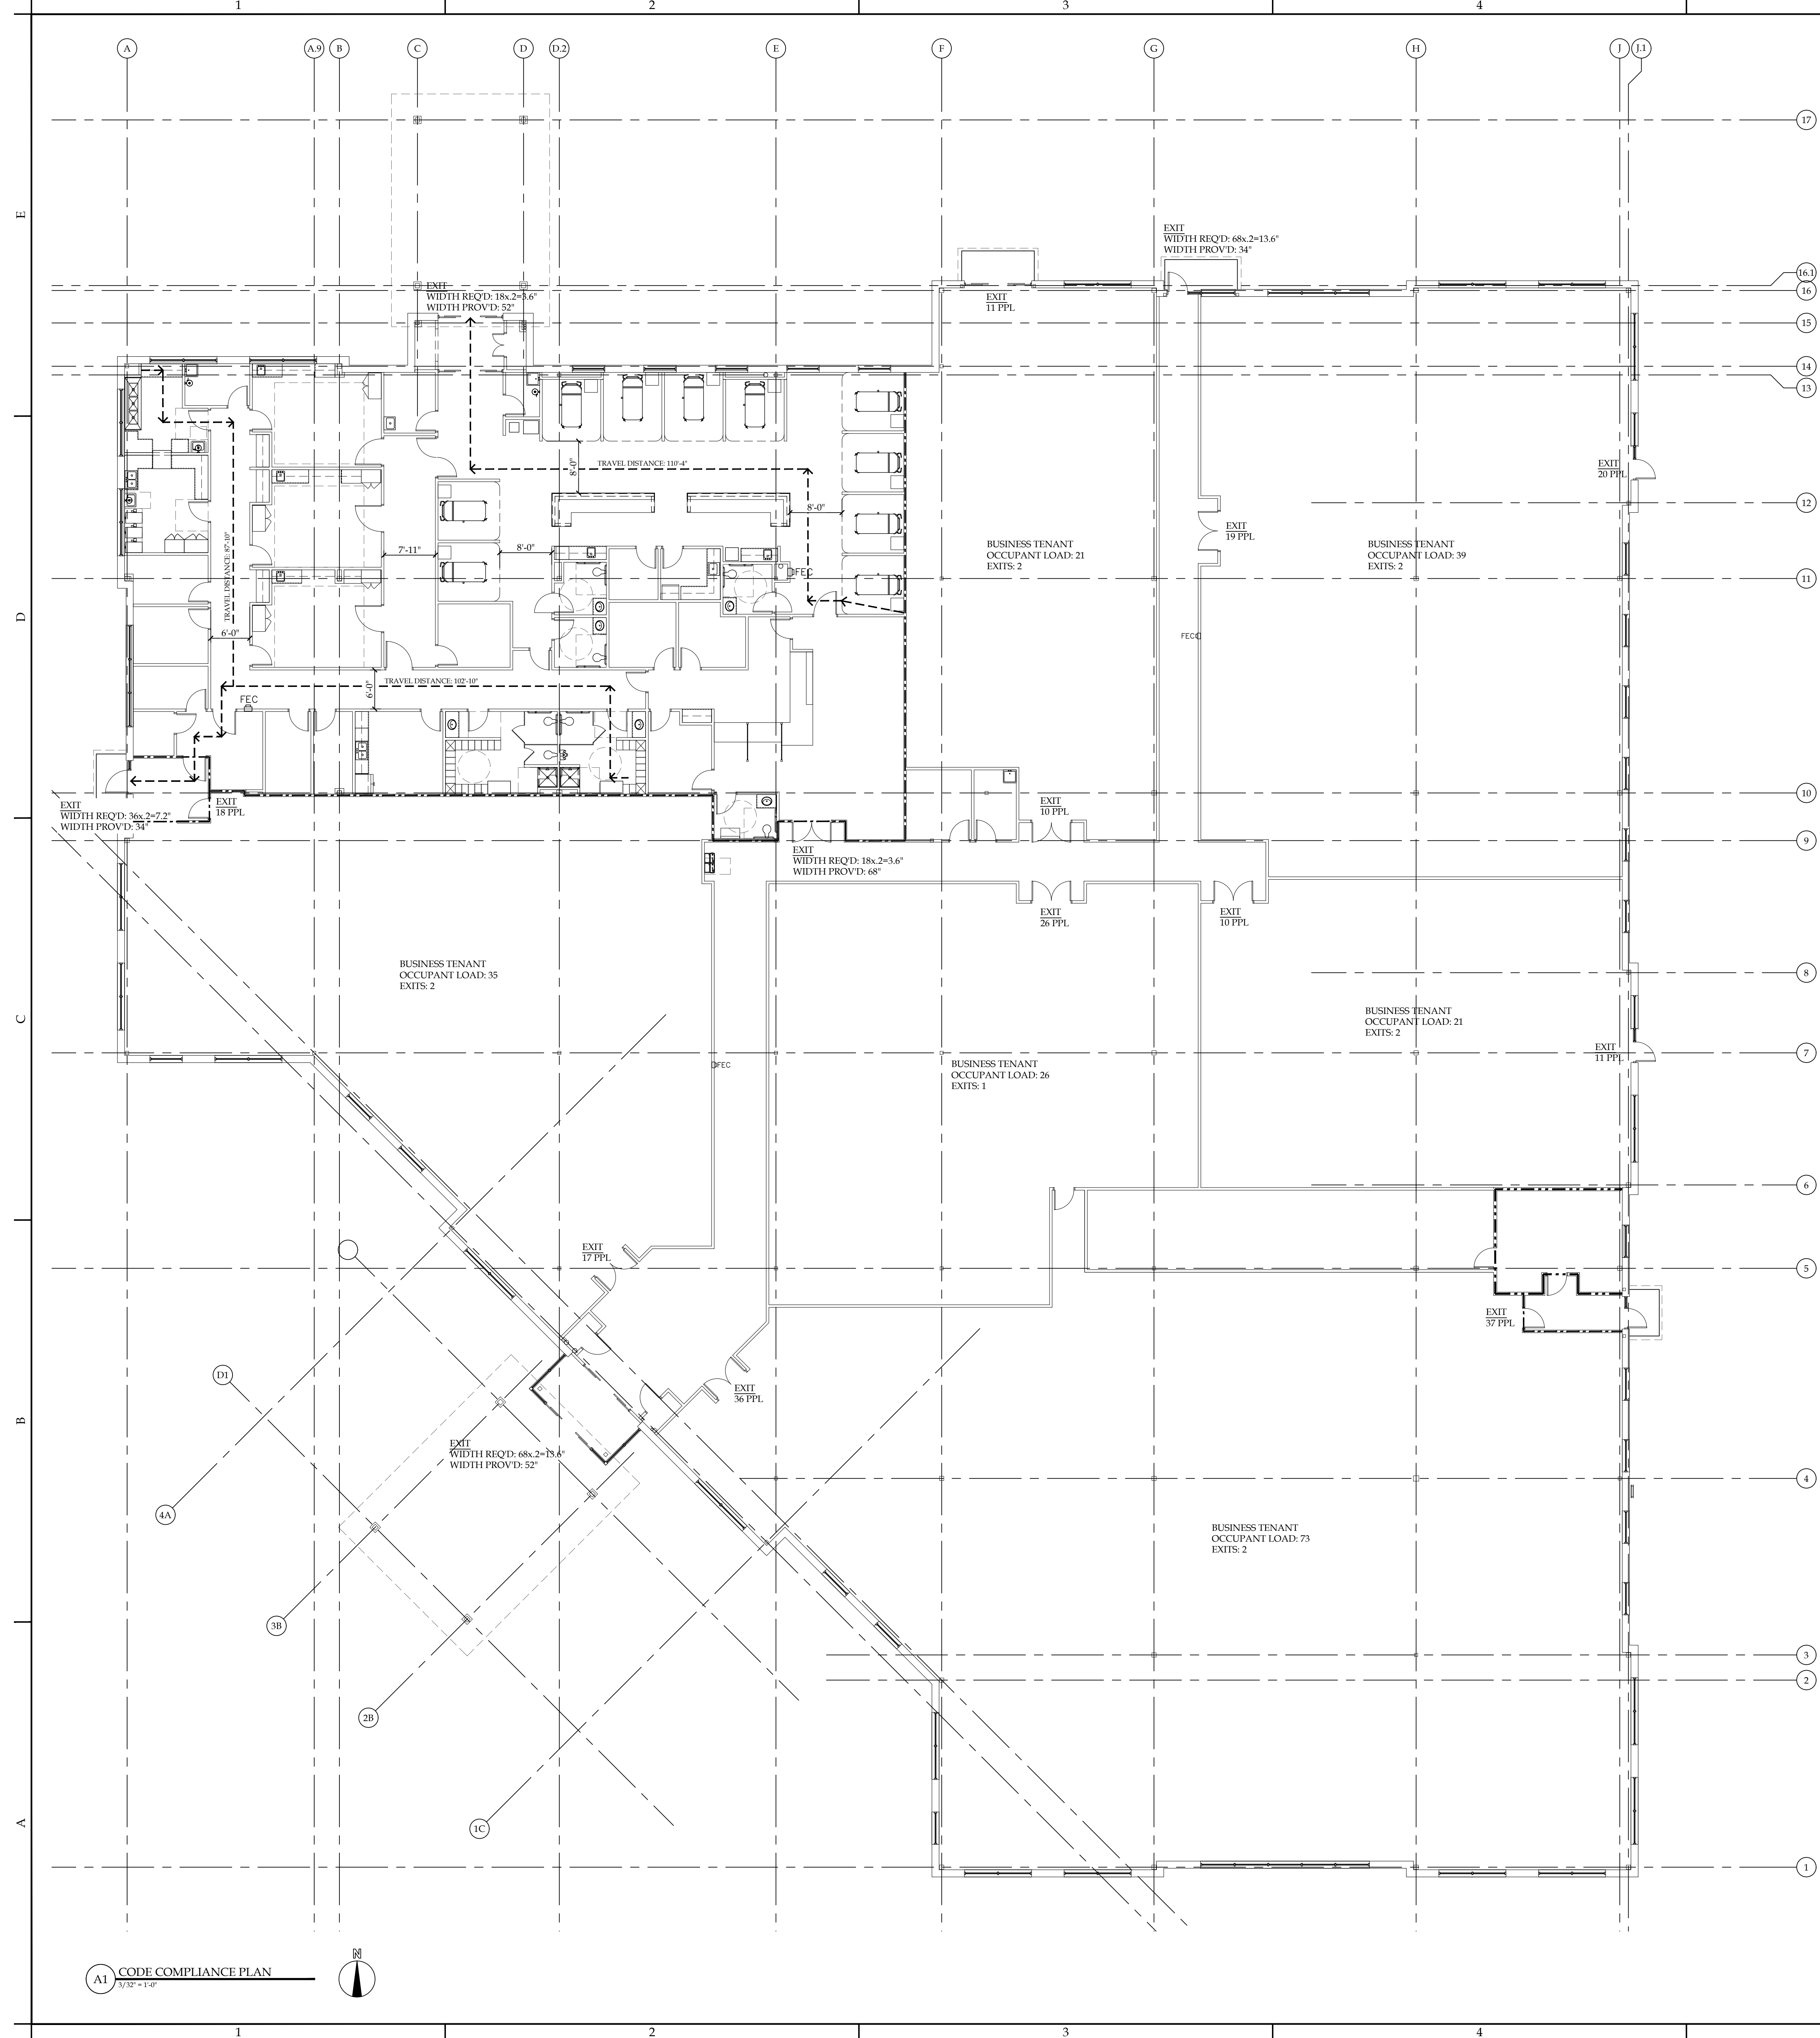 1 2 3 4
A A.9 B C D D.2 E F G H J J.1
17
E
EXIT
WIDTH REQ'D: 68x.2=13.6"
WIDTH PROV'D: 34"
16.1
16
EXIT
WIDTH REQ'D: 18x.2=3.6"
WIDTH PROV'D: 52"
EXIT
11 PPL
15
14
13
EXIT
20 PPL
TRAVEL DISTANCE: 110'-4"
8'-0"
12
8'-0"
EXIT
19 PPL
7'-11"
8'-0"
BUSINESS TENANT
OCCUPANT LOAD: 21
EXITS: 2
BUSINESS TENANT
OCCUPANT LOAD: 39
EXITS: 2
TRAVEL DISTANCE: 87'-10"
FEC
11
D
6'-0"
FEC
TRAVEL DISTANCE: 102'-10"
6'-0"
FEC
10
EXIT
WIDTH REQ'D: 36x.2=7.2"
WIDTH PROV'D: 34"
EXIT
18 PPL
EXIT
10 PPL
9
EXIT
WIDTH REQ'D: 18x.2=3.6"
WIDTH PROV'D: 68"
EXIT
26 PPL
EXIT
10 PPL
BUSINESS TENANT
OCCUPANT LOAD: 35
EXITS: 2
8
C
BUSINESS TENANT
OCCUPANT LOAD: 21
EXITS: 2
EXIT
11 PPL
7
FEC
BUSINESS TENANT
OCCUPANT LOAD: 26
EXITS: 1
6
EXIT
17 PPL
5
EXIT
37 PPL
D1
EXIT
36 PPL
B
EXIT
WIDTH REQ'D: 68x.2=13.6"
WIDTH PROV'D: 52"
4
4A
BUSINESS TENANT
OCCUPANT LOAD: 73
EXITS: 2
3B
3
2
2B
A
1C
1
N
A1 CODE COMPLIANCE PLAN
3/32" = 1'-0"
1 2 3 4